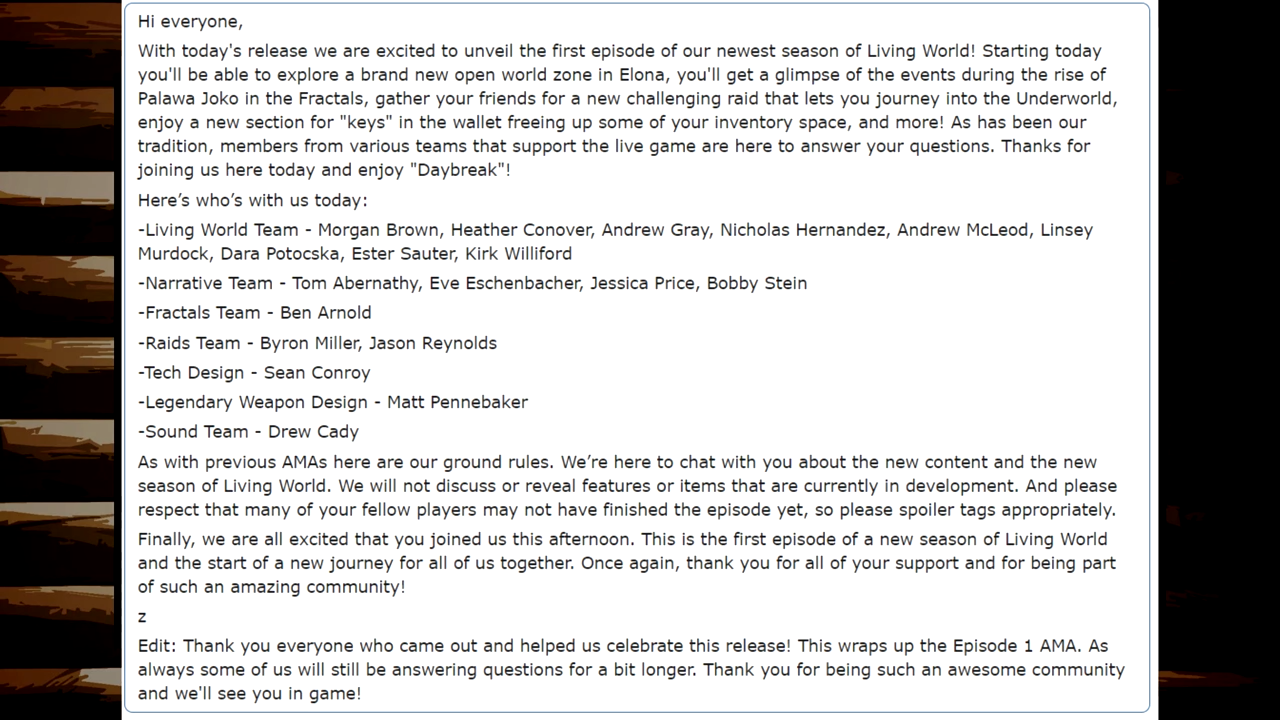 Hi everyone,
With today's release we are excited to unveil the first episode of our newest season of Living World! Starting today
you'll be able to explore a brand new open world zone in Elona, you'll get a glimpse of the events during the rise of
Palawa Joko in the Fractals, gather your friends for a new challenging raid that lets you journey into the Underworld,
enjoy a new section for "keys" in the wallet freeing up some of your inventory space, and more! As has been our
tradition, members from various teams that support the live game are here to answer your questions. Thanks for
joining us here today and enjoy "Daybreak"!
Here’s who’s with us today:
-Living World Team - Morgan Brown, Heather Conover, Andrew Gray, Nicholas Hernandez, Andrew McLeod, Linsey
Murdock, Dara Potocska, Ester Sauter, Kirk Williford
-Narrative Team - Tom Abernathy, Eve Eschenbacher, Jessica Price, Bobby Stein
-Fractals Team - Ben Arnold
-Raids Team - Byron Miller, Jason Reynolds
-Tech Design - Sean Conroy
-Legendary Weapon Design - Matt Pennebaker
-Sound Team - Drew Cady
As with previous AMAs here are our ground rules. We’re here to chat with you about the new content and the new
season of Living World. We will not discuss or reveal features or items that are currently in development. And please
respect that many of your fellow players may not have finished the episode yet, so please spoiler tags appropriately.
Finally, we are all excited that you joined us this afternoon. This is the first episode of a new season of Living World
and the start of a new journey for all of us together. Once again, thank you for all of your support and for being part
of such an amazing community!
z
Edit: Thank you everyone who came out and helped us celebrate this release! This wraps up the Episode 1 AMA. As
always some of us will still be answering questions for a bit longer. Thank you for being such an awesome community
and we'll see you in game!